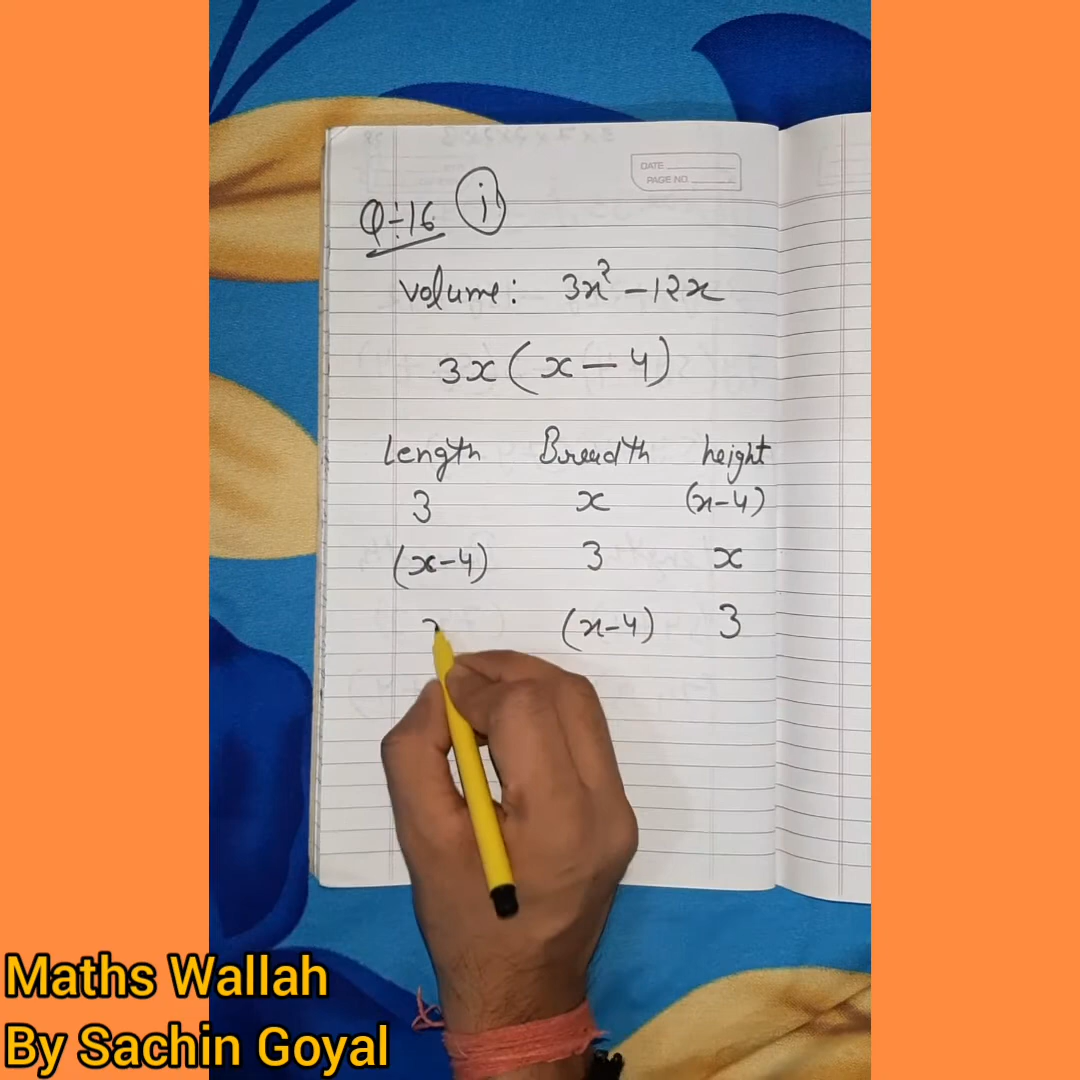 DATE
PAGE NO.
Q-:16 i
Volume: 3x² - 12x
3x(x - 4)
Length Breadth height
3 x (x-4)
(x-4) 3 x
(x-4) 3
Maths Wallah
By Sachin Goyal